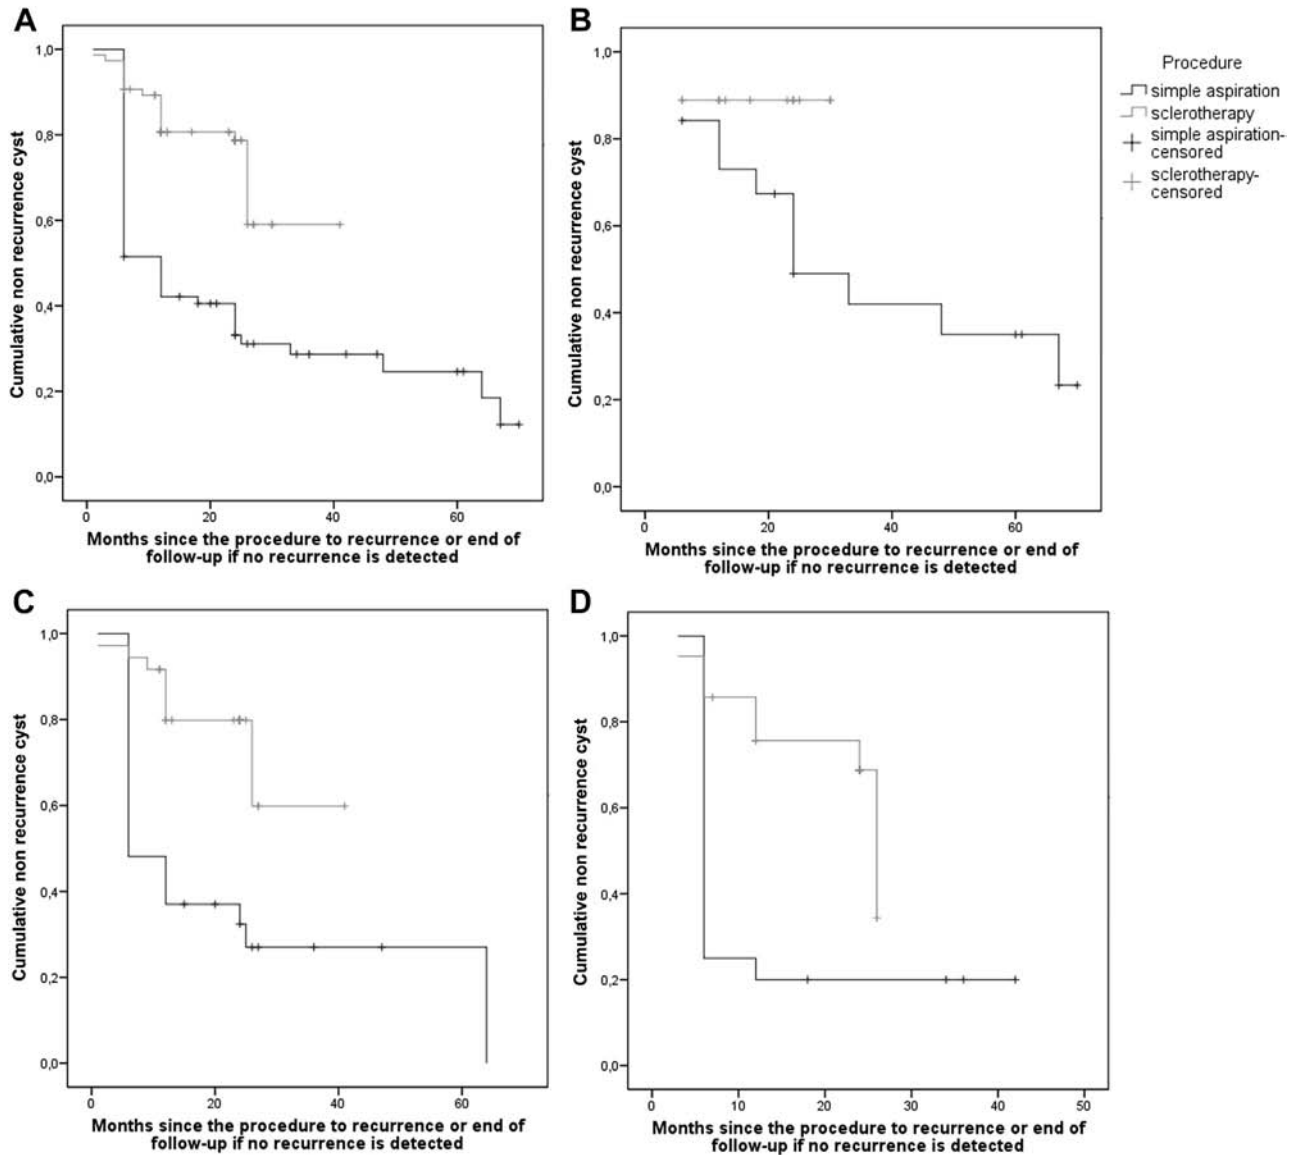 A
1,0
0,8
0,6
0,4
0,2
0,0
Cumulative non recurrence cyst
0 20 40 60
Months since the procedure to recurrence or end of
follow-up if no recurrence is detected
B
1,0
0,8
0,6
0,4
0,2
0,0
Cumulative non recurrence cyst
0 20 40 60
Months since the procedure to recurrence or end of
follow-up if no recurrence is detected
Procedure
simple aspiration
sclerotherapy
simple aspiration-
censored
sclerotherapy-
censored
C
1,0
0,8
0,6
0,4
0,2
0,0
Cumulative non recurrence cyst
0 20 40 60
Months since the procedure to recurrence or end of
follow-up if no recurrence is detected
D
1,0
0,8
0,6
0,4
0,2
0,0
Cumulative non recurrence cyst
0 10 20 30 40 50
Months since the procedure to recurrence or end of
follow-up if no recurrence is detected